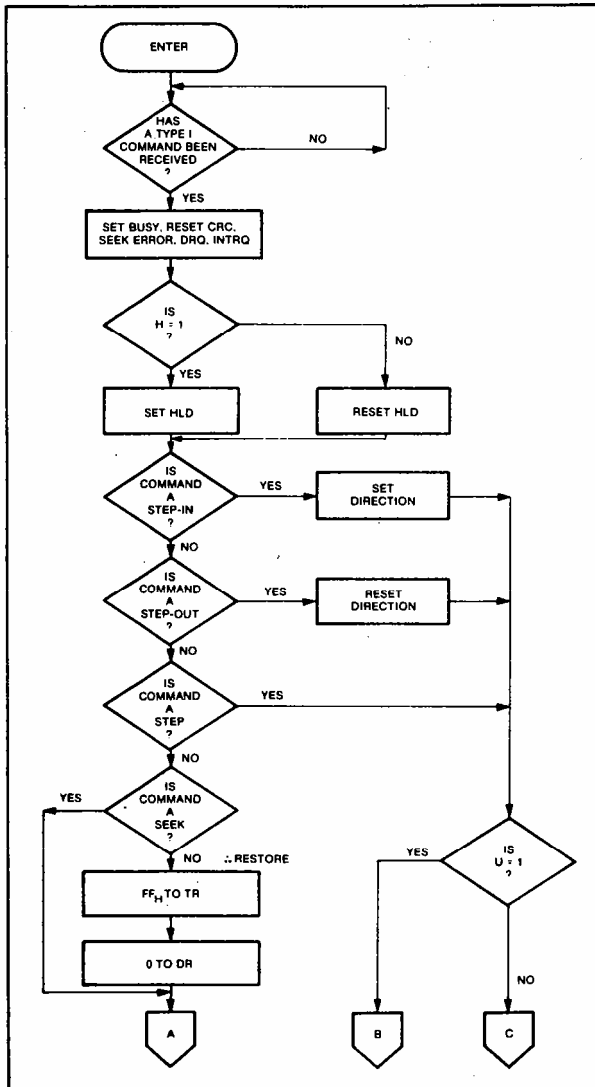 ENTER
HAS
A TYPE I
COMMAND BEEN
RECEIVED
?
NO
YES
SET BUSY, RESET CRC,
SEEK ERROR, DRQ, INTRQ
IS
H = 1
?
NO
YES
SET HLD
RESET HLD
IS
COMMAND
A
STEP-IN
?
YES
SET
DIRECTION
NO
IS
COMMAND
A
STEP-OUT
?
YES
RESET
DIRECTION
NO
IS
COMMAND
A
STEP
?
YES
NO
YES
IS
COMMAND
A
SEEK
?
YES
IS
U = 1
?
NO ∴ RESTORE
FFH TO TR
0 TO DR
NO
A
B
C